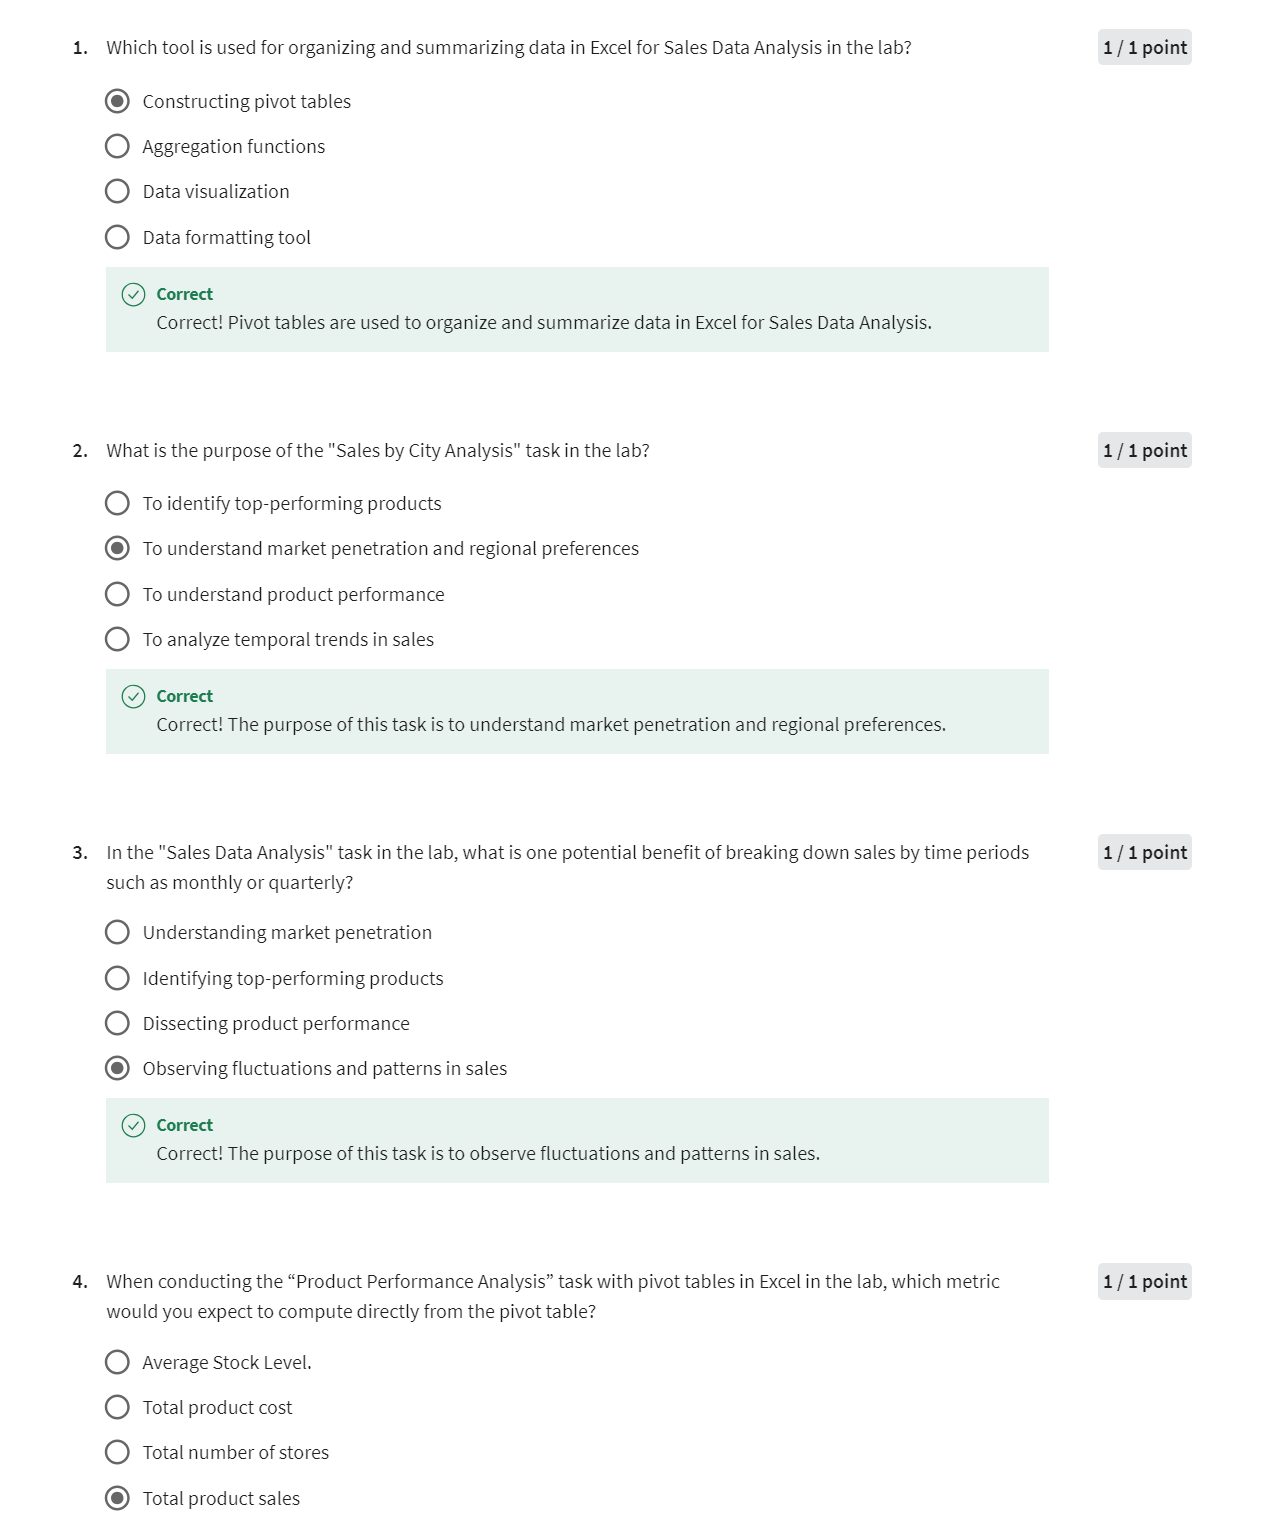 1. Which tool is used for organizing and summarizing data in Excel for Sales Data Analysis in the lab?
1 / 1 point
Constructing pivot tables
Aggregation functions
Data visualization
Data formatting tool
Correct
Correct! Pivot tables are used to organize and summarize data in Excel for Sales Data Analysis.
2. What is the purpose of the "Sales by City Analysis" task in the lab?
1 / 1 point
To identify top-performing products
To understand market penetration and regional preferences
To understand product performance
To analyze temporal trends in sales
Correct
Correct! The purpose of this task is to understand market penetration and regional preferences.
3. In the "Sales Data Analysis" task in the lab, what is one potential benefit of breaking down sales by time periods
such as monthly or quarterly?
1 / 1 point
Understanding market penetration
Identifying top-performing products
Dissecting product performance
Observing fluctuations and patterns in sales
Correct
Correct! The purpose of this task is to observe fluctuations and patterns in sales.
4. When conducting the “Product Performance Analysis” task with pivot tables in Excel in the lab, which metric
would you expect to compute directly from the pivot table?
1 / 1 point
Average Stock Level.
Total product cost
Total number of stores
Total product sales